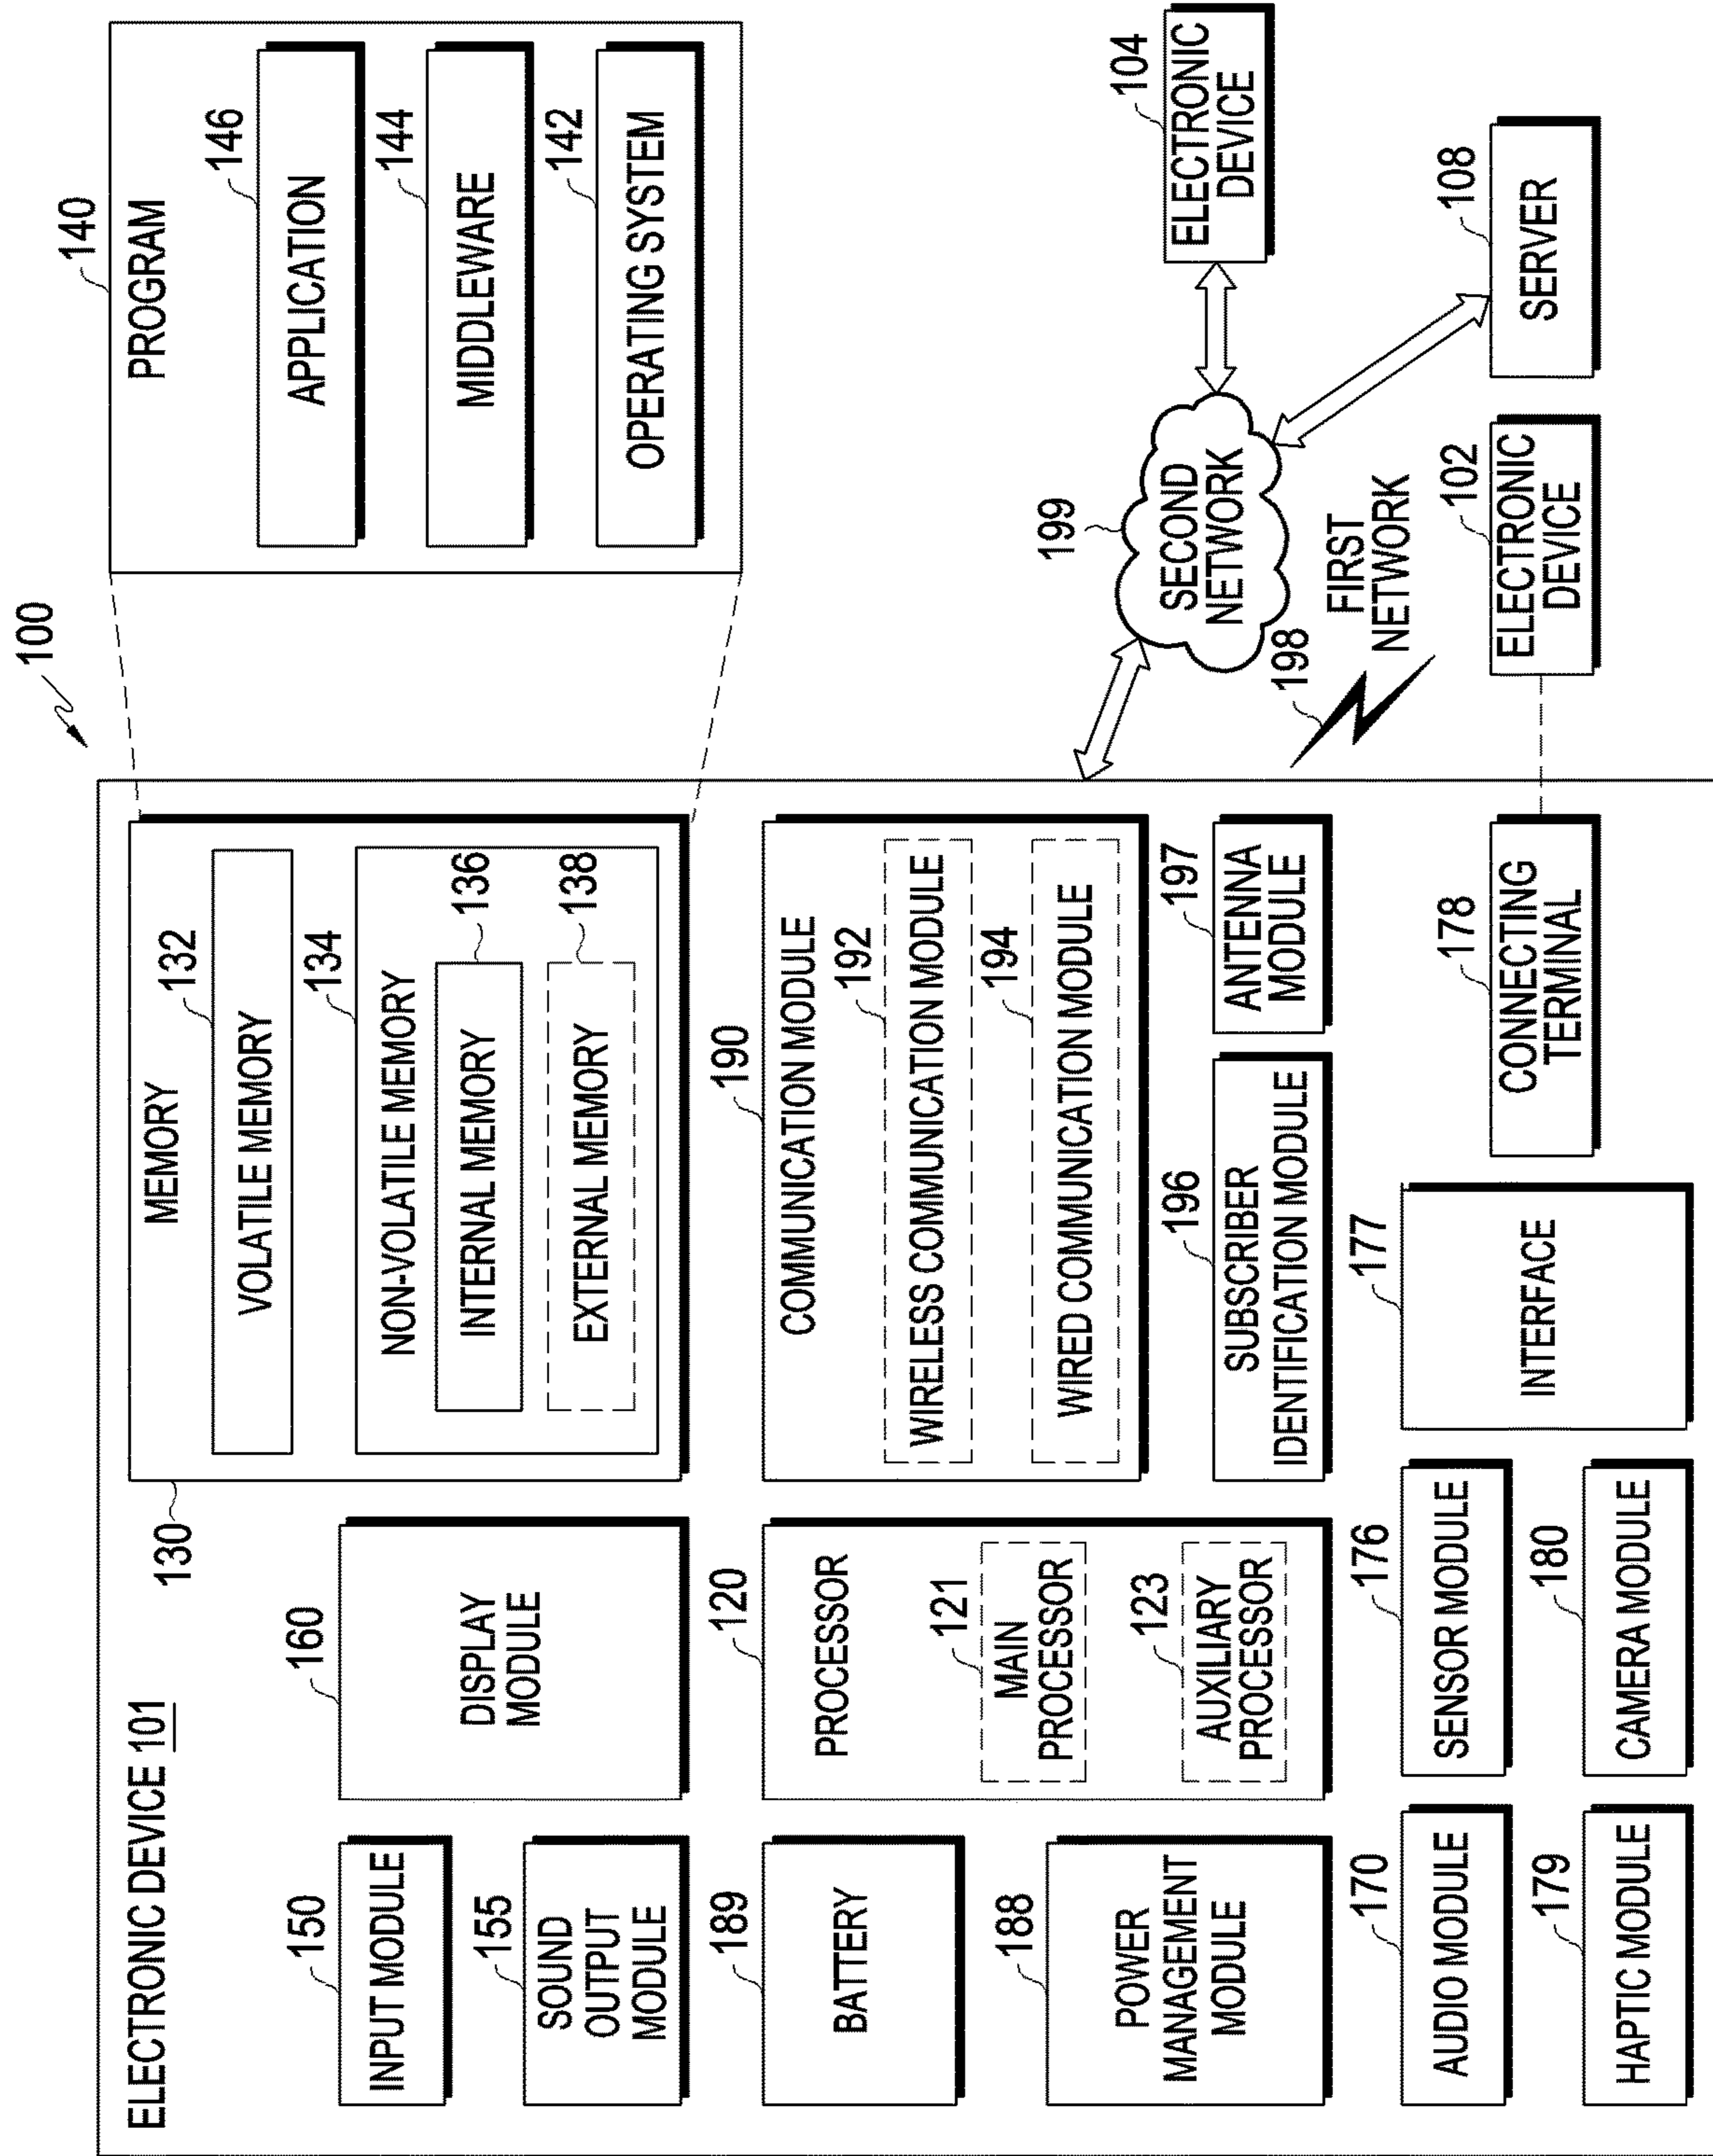 100
ELECTRONIC DEVICE 101
130
MEMORY
132
VOLATILE MEMORY
134
NON-VOLATILE MEMORY
136
INTERNAL MEMORY
138
EXTERNAL MEMORY
140
PROGRAM
146
APPLICATION
144
MIDDLEWARE
142
OPERATING SYSTEM
150
INPUT MODULE
155
SOUND
OUTPUT
MODULE
160
DISPLAY
MODULE
189
BATTERY
188
POWER
MANAGEMENT
MODULE
120
PROCESSOR
121
MAIN
PROCESSOR
123
AUXILIARY
PROCESSOR
190
COMMUNICATION MODULE
192
WIRELESS COMMUNICATION MODULE
194
WIRED COMMUNICATION MODULE
196
SUBSCRIBER
IDENTIFICATION MODULE
197
ANTENNA
MODULE
199
SECOND
NETWORK
104
ELECTRONIC
DEVICE
198
FIRST
NETWORK
108
SERVER
102
ELECTRONIC
DEVICE
170
AUDIO MODULE
176
SENSOR MODULE
177
INTERFACE
178
CONNECTING
TERMINAL
179
HAPTIC MODULE
180
CAMERA MODULE